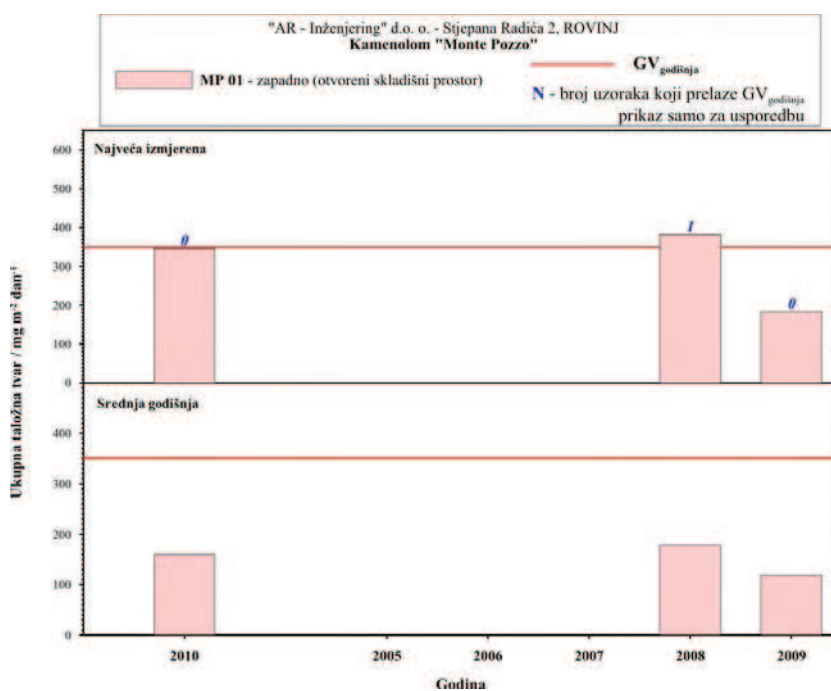 "AR - Inženjering" d.o. o. - Stjepana Radića 2, ROVINJ
Kamenolom "Monte Pozzo"
MP 01 - zapadno (otvoreni skladišni prostor)
GVgodišnja
N - broj uzoraka koji prelaze GVgodišnja
prikaz samo za usporedbu
Ukupna taložna tvar / mg m-2 dan-1
Najveća izmjerena
600
500
400
300
200
100
0
0
1
0
Srednja godišnja
400
300
200
100
0
2010 2005 2006 2007 2008 2009
Godina